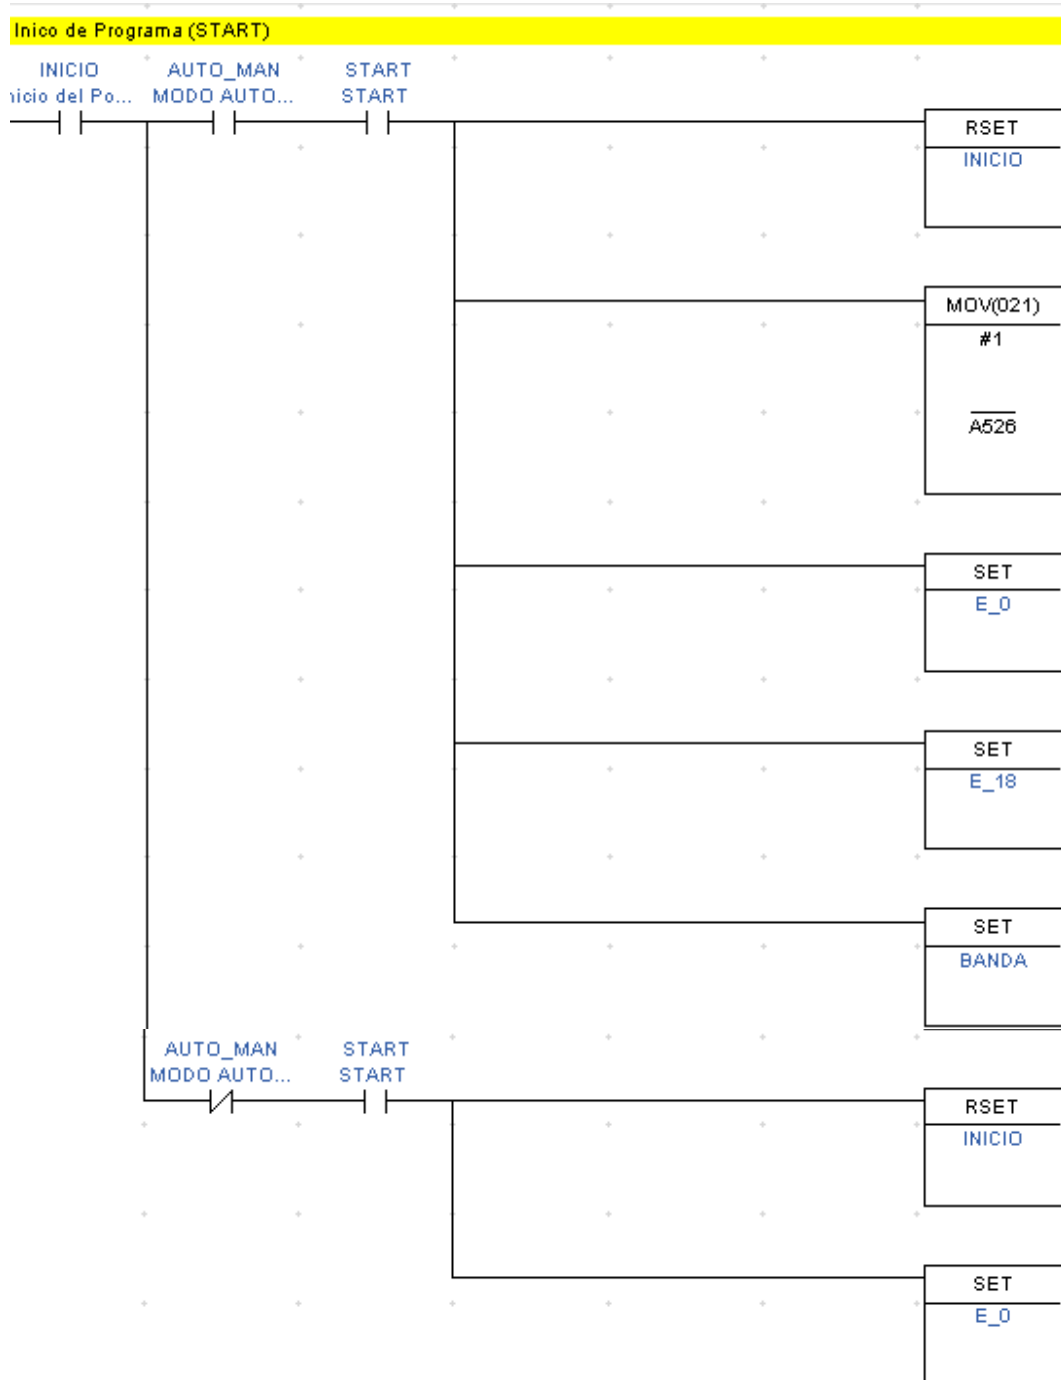 Inico de Programa (START)
INICIO AUTO_MAN START
nicio del Po... MODO AUTO... START
RSET
INICIO
MOV(021)
#1
A526
SET
E_0
SET
E_18
SET
BANDA
AUTO_MAN START
MODO AUTO... START
RSET
INICIO
SET
E_0